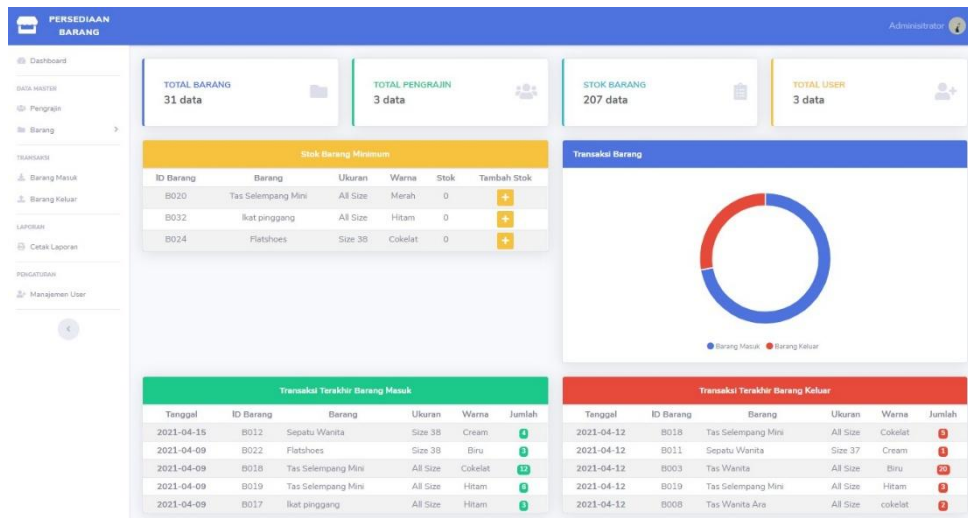 PERSEDIAAN
BARANG
Administrator
Dashboard
DATA MASTER
Pengrajin
Barang
TRANSAKSI
Barang Masuk
Barang Keluar
LAPORAN
Cetak Laporan
PENGATURAN
Manajemen User
TOTAL BARANG
31 data
TOTAL PENGRAJIN
3 data
STOK BARANG
207 data
TOTAL USER
3 data
Stok Barang Minimum
ID Barang Barang Ukuran Warna Stok Tambah Stok
B020 Tas Selempang Mini All Size Merah 0 +
B032 Ikat pinggang All Size Hitam 0 +
B024 Flatshoes Size 38 Cokelat 0 +
Transaksi Barang
Barang Masuk Barang Keluar
Transaksi Terakhir Barang Masuk
Tanggal ID Barang Barang Ukuran Warna Jumlah
2021-04-15 B012 Sepatu Wanita Size 38 Cream 4
2021-04-09 B022 Flatshoes Size 38 Biru 3
2021-04-09 B018 Tas Selempang Mini All Size Cokelat 12
2021-04-09 B019 Tas Selempang Mini All Size Hitam
2021-04-09 B017 Ikat pinggang All Size Hitam 3
Transaksi Terakhir Barang Keluar
Tanggal ID Barang Barang Ukuran Warna Jumlah
2021-04-12 B018 Tas Selempang Mini All Size Cokelat 5
2021-04-12 B011 Sepatu Wanita Size 37 Cream 1
2021-04-12 B003 Tas Wanita All Size Biru 20
2021-04-12 B019 Tas Selempang Mini All Size Hitam 3
2021-04-12 B008 Tas Wanita Ara All Size cokelat 2